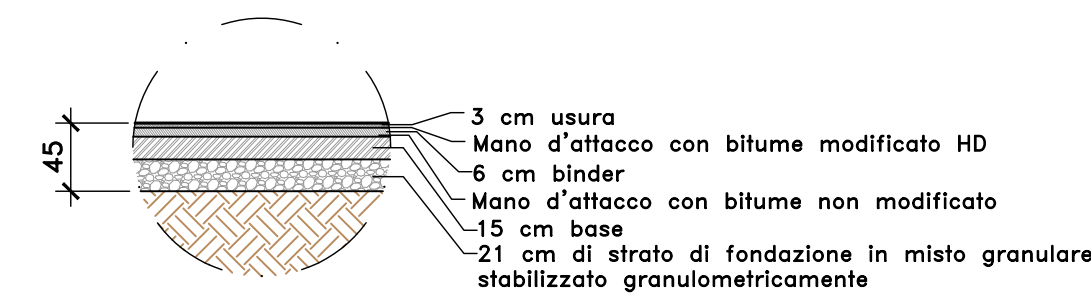 3 cm usura
Mano d'attacco con bitume modificato HD
6 cm binder
Mano d'attacco con bitume non modificato
15 cm base
21 cm di strato di fondazione in misto granulare
stabilizzato granulometricamente
45